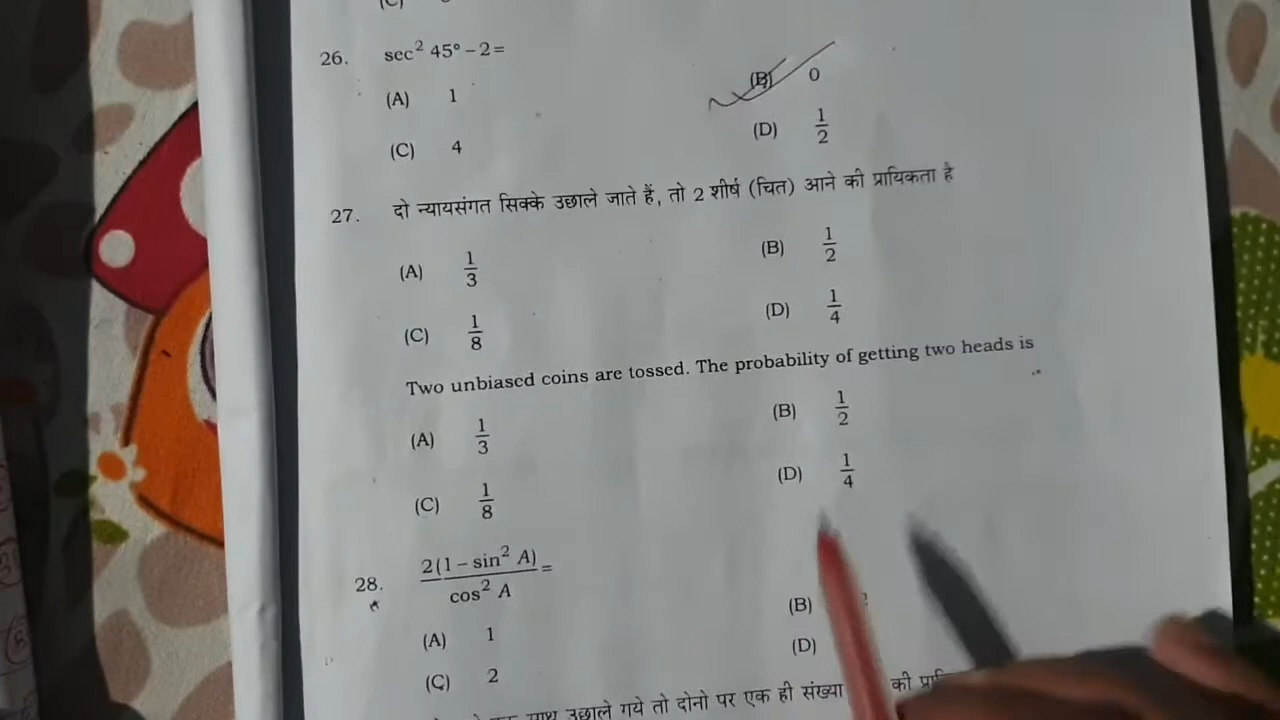 26. sec² 45° – 2 =
(A) 1 (B) 0
(C) 4 (D) 1/2
27. दो न्यायसंगत सिक्के उछाले जाते हैं, तो 2 शीर्ष (चित) आने की प्रायिकता है
(A) 1/3 (B) 1/2
(C) 1/8 (D) 1/4
Two unbiased coins are tossed. The probability of getting two heads is
(A) 1/3 (B) 1/2
(C) 1/8 (D) 1/4
28. 2(1 – sin² A)/cos² A =
(A) 1 (B)
(C) 2 (D)
साथ उछाले गये तो दोनो पर एक ही संख्या की